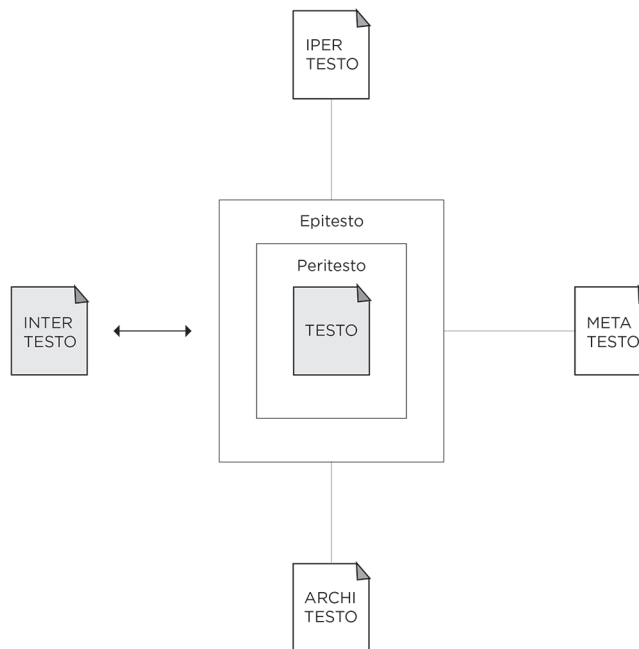 IPER
TESTO
Epitesto
Peritesto
INTER
TESTO
TESTO
META
TESTO
ARCHI
TESTO